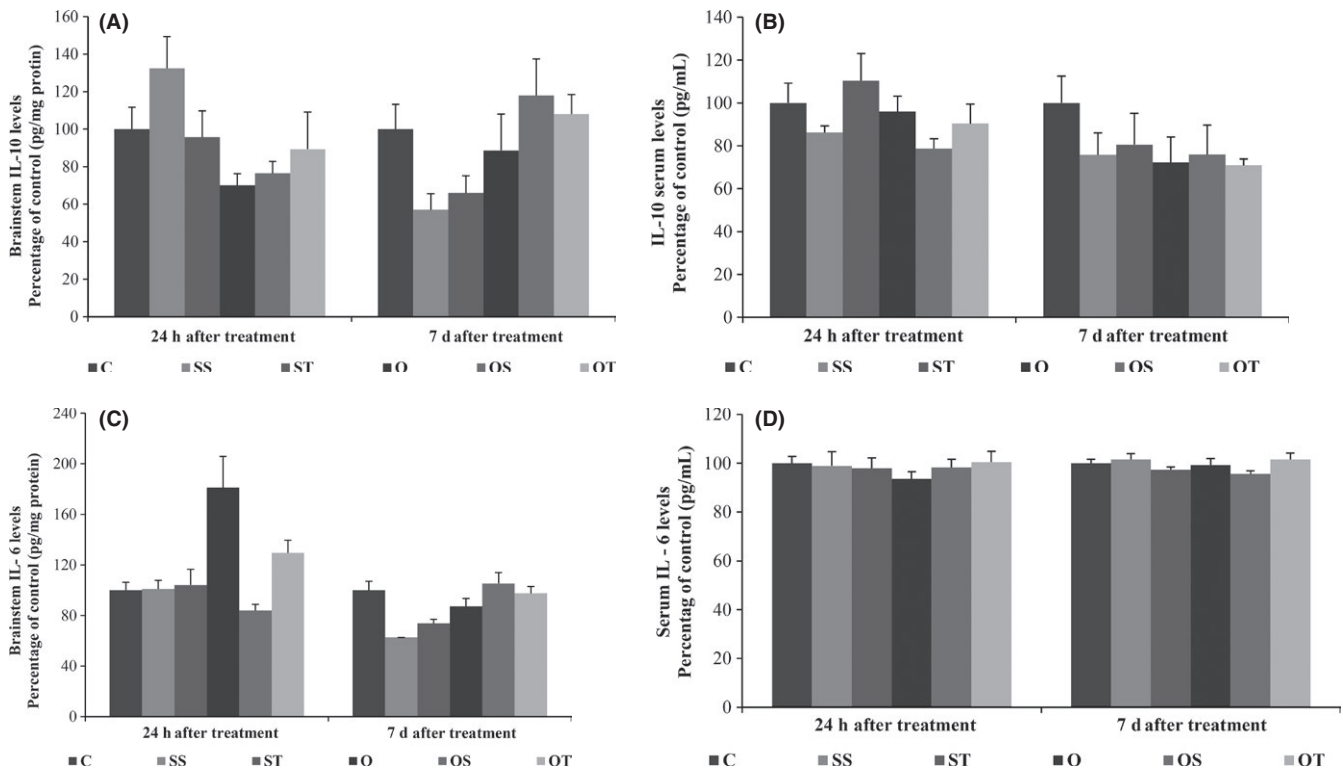 (A)
Brainstem IL-10 levels
Percentage of control (pg/mg protin)
160
140
120
100
80
60
40
20
0
24 h after treatment 7 d after treatment
C SS ST O OS OT
(B)
IL-10 serum levels
Percentage of control (pg/mL)
140
120
100
80
60
40
20
0
24 h after treatment 7 d after treatment
C SS ST O OS OT
(C)
Brainstem IL- 6 levels
Percentage of control (pg/mg protein)
240
200
160
120
80
40
0
24 h after treatment 7 d after treatment
C SS ST O OS OT
(D)
Serum IL - 6 levels
Percentag of control (pg/mL)
120
100
80
60
40
20
0
24 h after treatment 7 d after treatment
C SS ST O OS OT